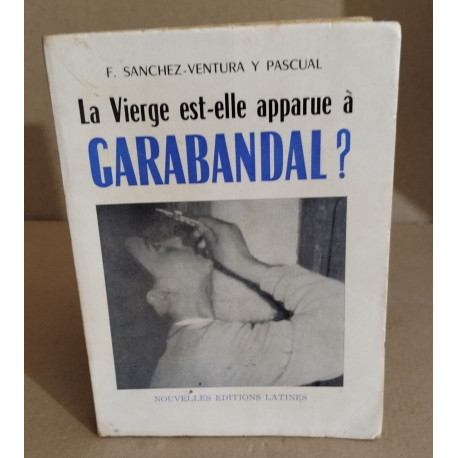 F. SANCHEZ-VENTURA Y PASCUAL
La Vierge est-elle apparue à
GARABANDAL ?
NOUVELLES EDITIONS LATINES